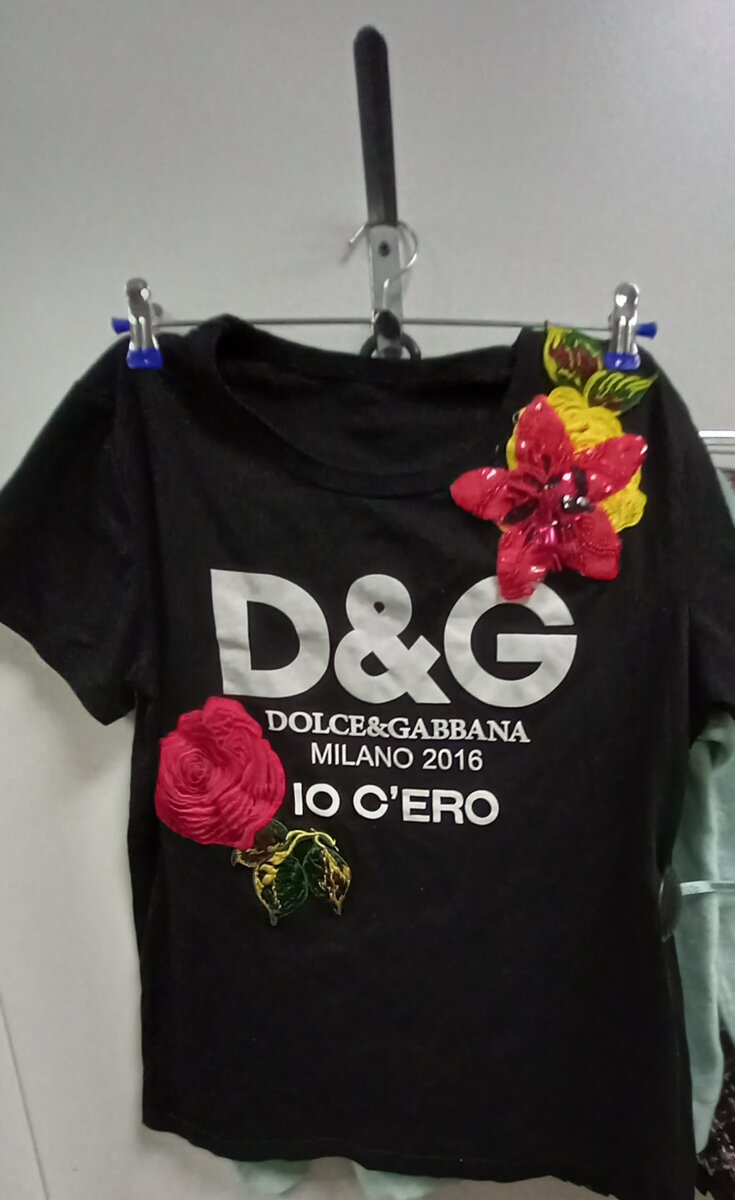 D&G
DOLCE&GABBANA
MILANO 2016
IO C'ERO